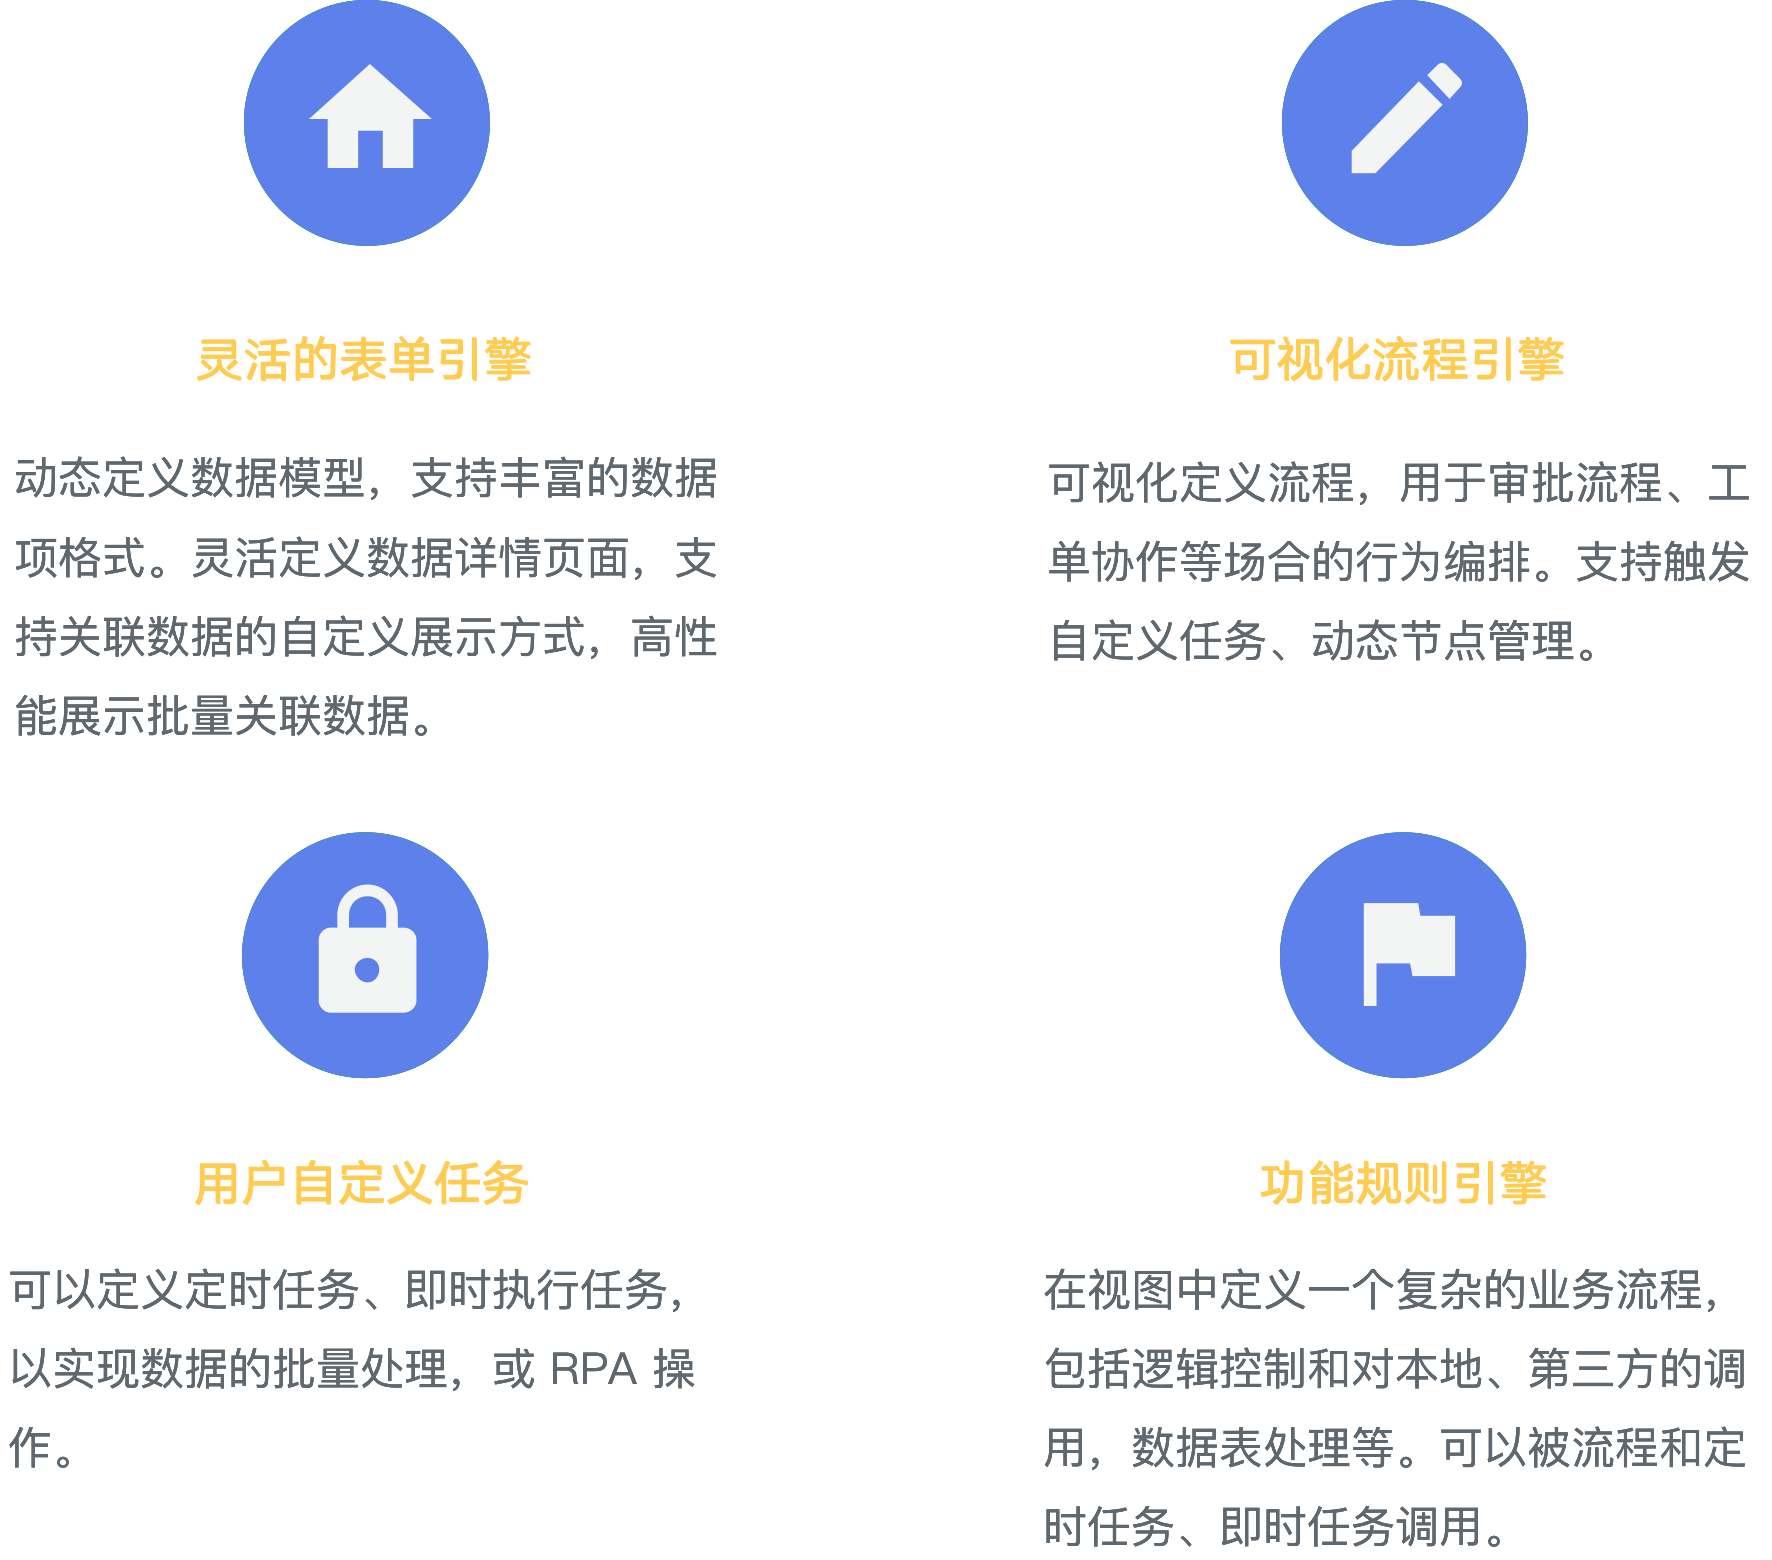 灵活的表单引擎
动态定义数据模型，支持丰富的数据
项格式。灵活定义数据详情页面，支
持关联数据的自定义展示方式，高性
能展示批量关联数据。
可视化流程引擎
可视化定义流程，用于审批流程、工
单协作等场合的行为编排。支持触发
自定义任务、动态节点管理。
用户自定义任务
可以定义定时任务、即时执行任务，
以实现数据的批量处理，或 RPA 操
作。
功能规则引擎
在视图中定义一个复杂的业务流程，
包括逻辑控制和对本地、第三方的调
用，数据表处理等。可以被流程和定
时任务、即时任务调用。